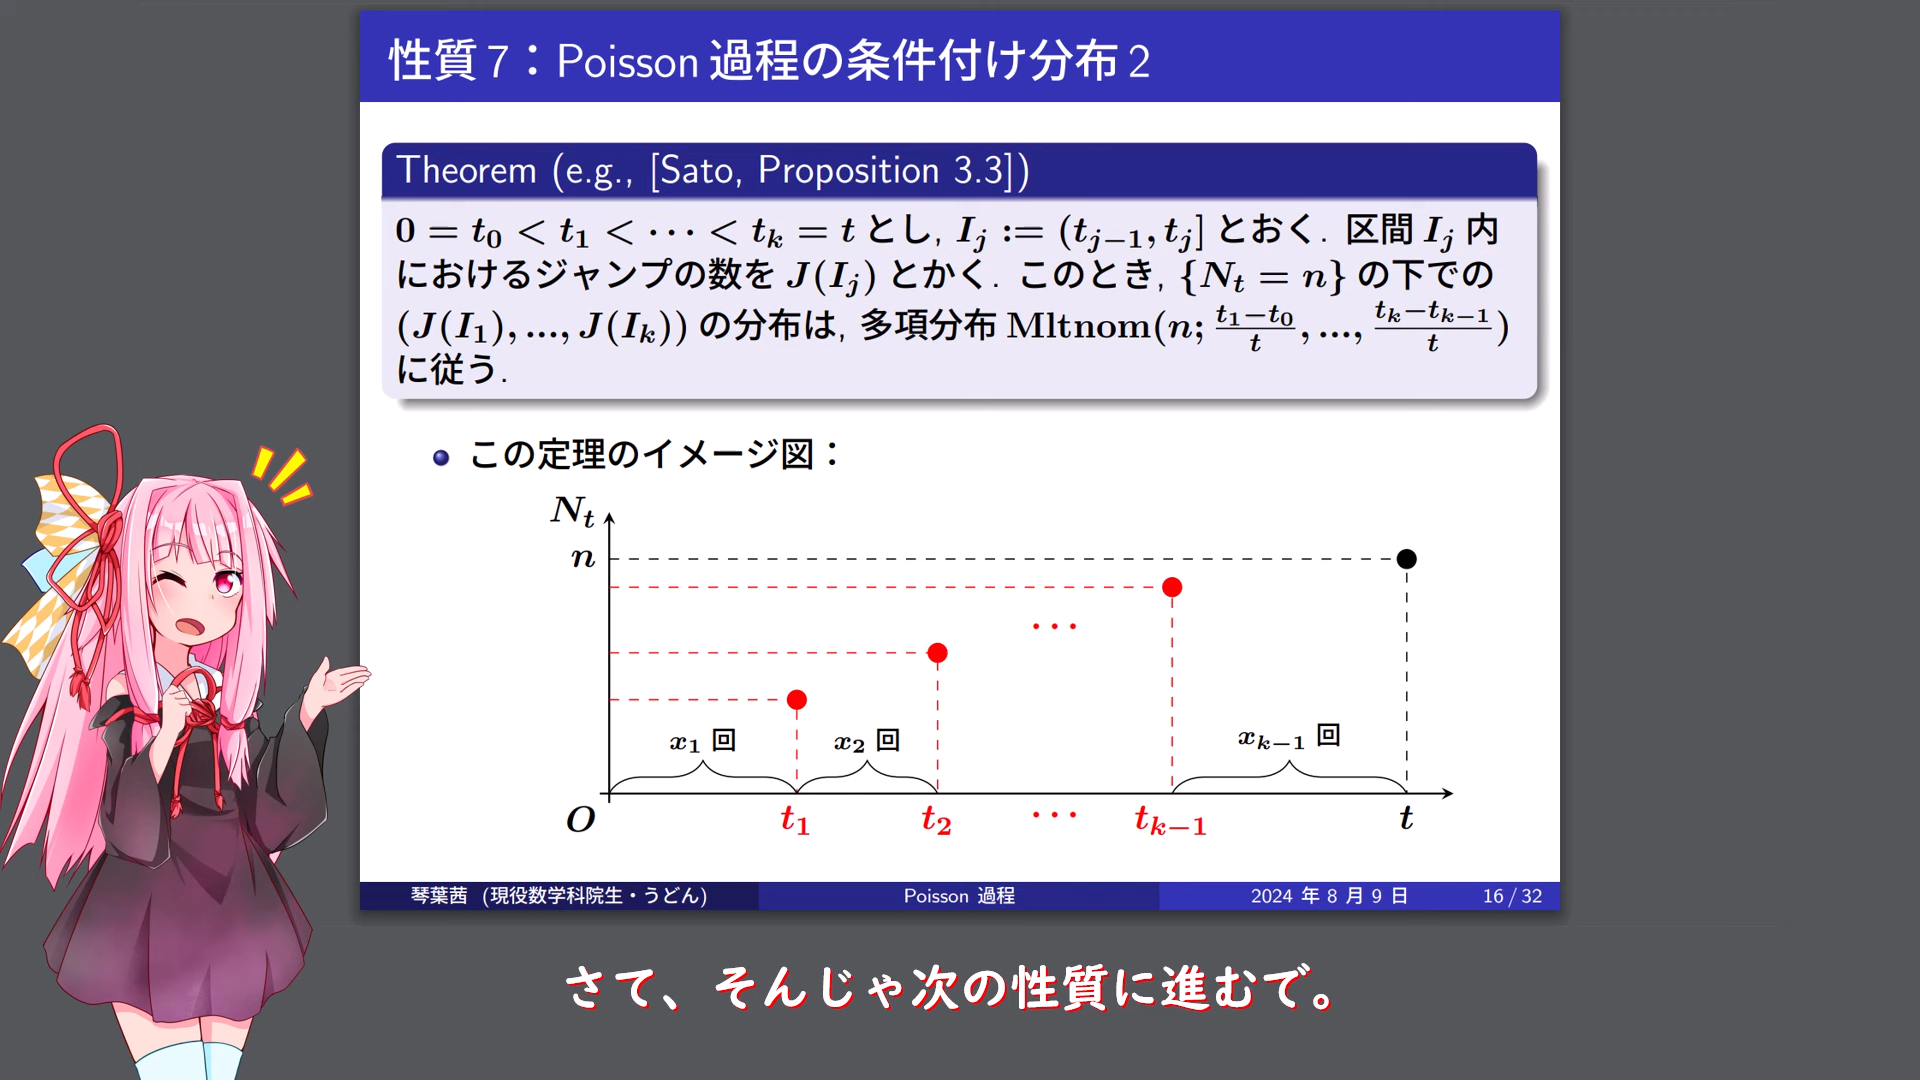 性質7：Poisson過程の条件付け分布2
Theorem (e.g., [Sato, Proposition 3.3])
0 = t₀ < t₁ < ⋯ < tₖ = t とし, Iⱼ := (tⱼ₋₁, tⱼ] とおく. 区間 Iⱼ 内
におけるジャンプの数を J(Iⱼ) とかく. このとき, {Nₜ = n} の下での
(J(I₁), ..., J(Iₖ)) の分布は, 多項分布 Mltnom(n; (t₁−t₀)/t, ..., (tₖ−tₖ₋₁)/t)
に従う.
この定理のイメージ図：
Nₜ
n
⋯
x₁ 回 x₂ 回 xₖ₋₁ 回
O t₁ t₂ ⋯ tₖ₋₁ t
琴葉茜 (現役数学科院生・うどん) Poisson 過程 2024 年 8 月 9 日 16 / 32
さて、そんじゃ次の性質に進むで。